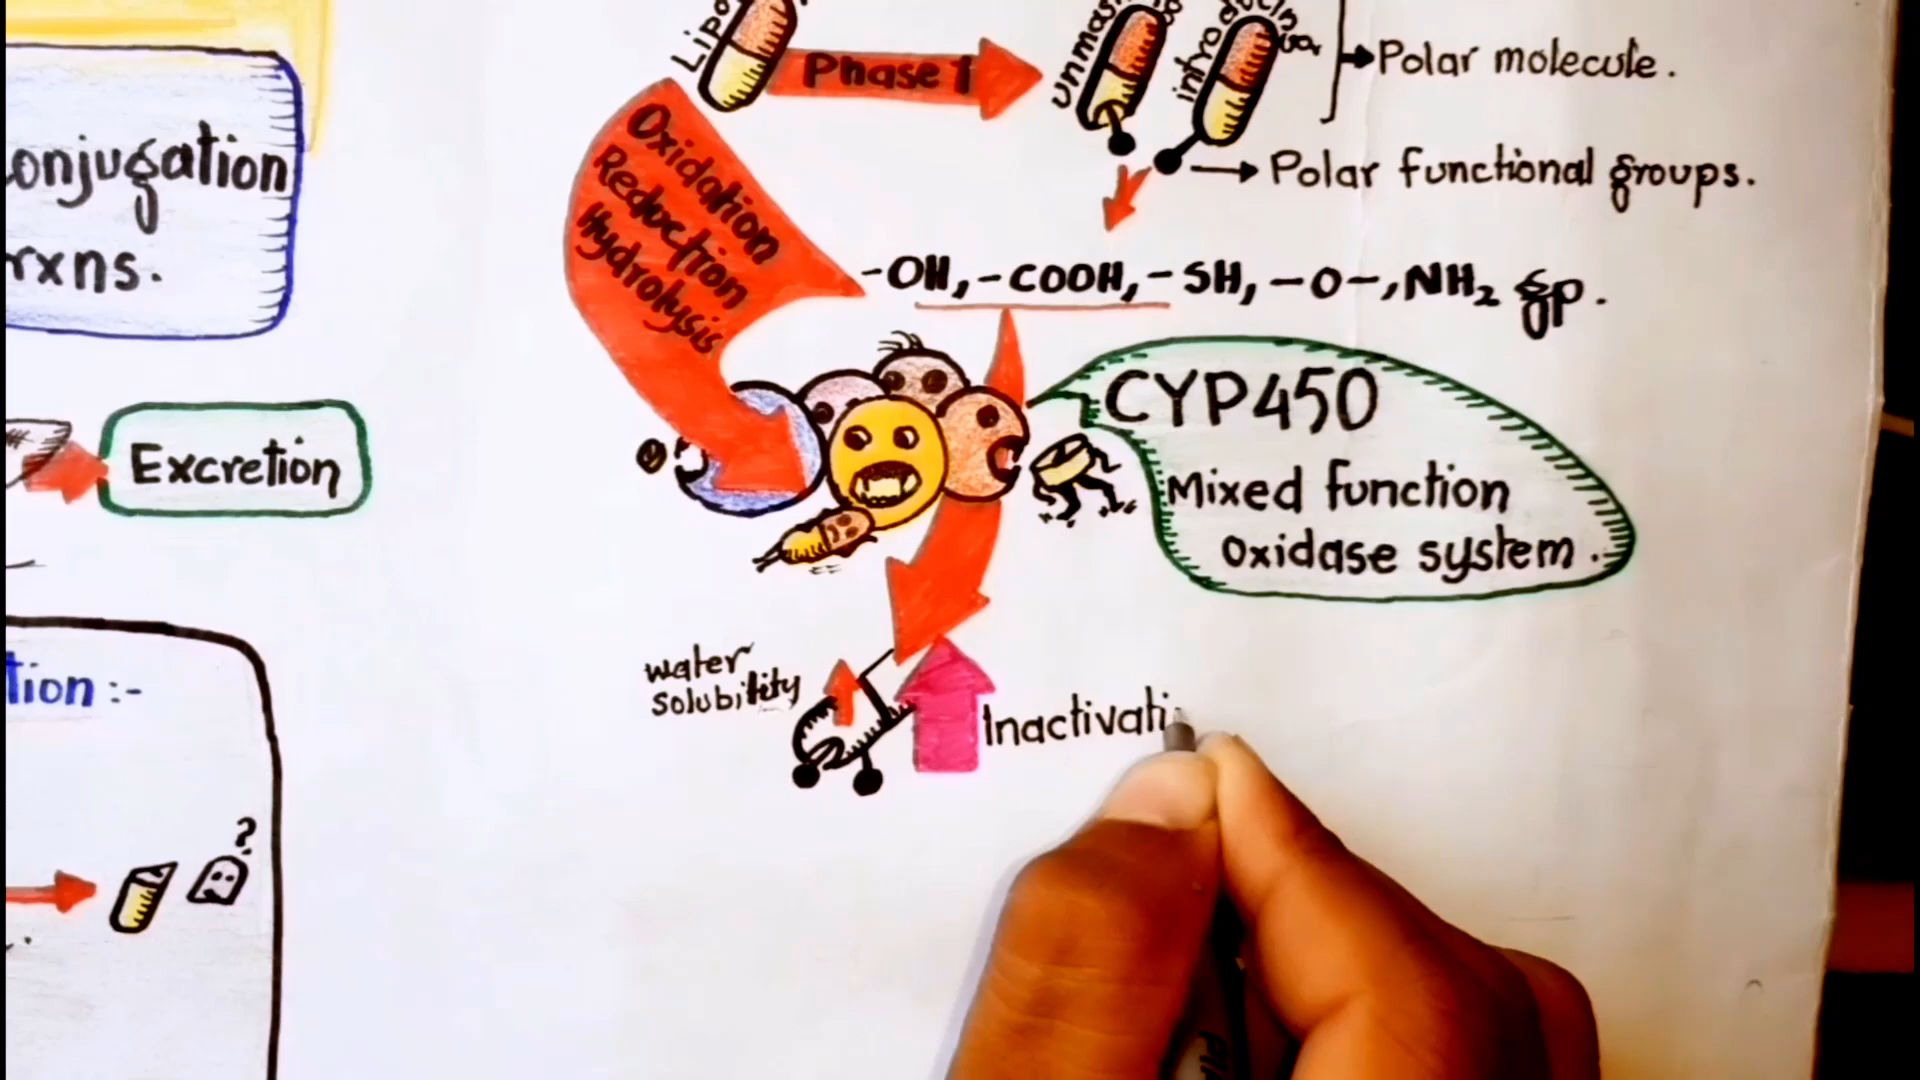 Phase 1
Polar molecule.
Polar functional groups.
Oxidation
Reduction
Hydrolysis
-OH, -COOH, -SH, -O-, NH2 gp.
onjugation
rxns.
Excretion
CYP450
Mixed function
Oxidase system.
water
solubility
Inactivati
tion :-
?